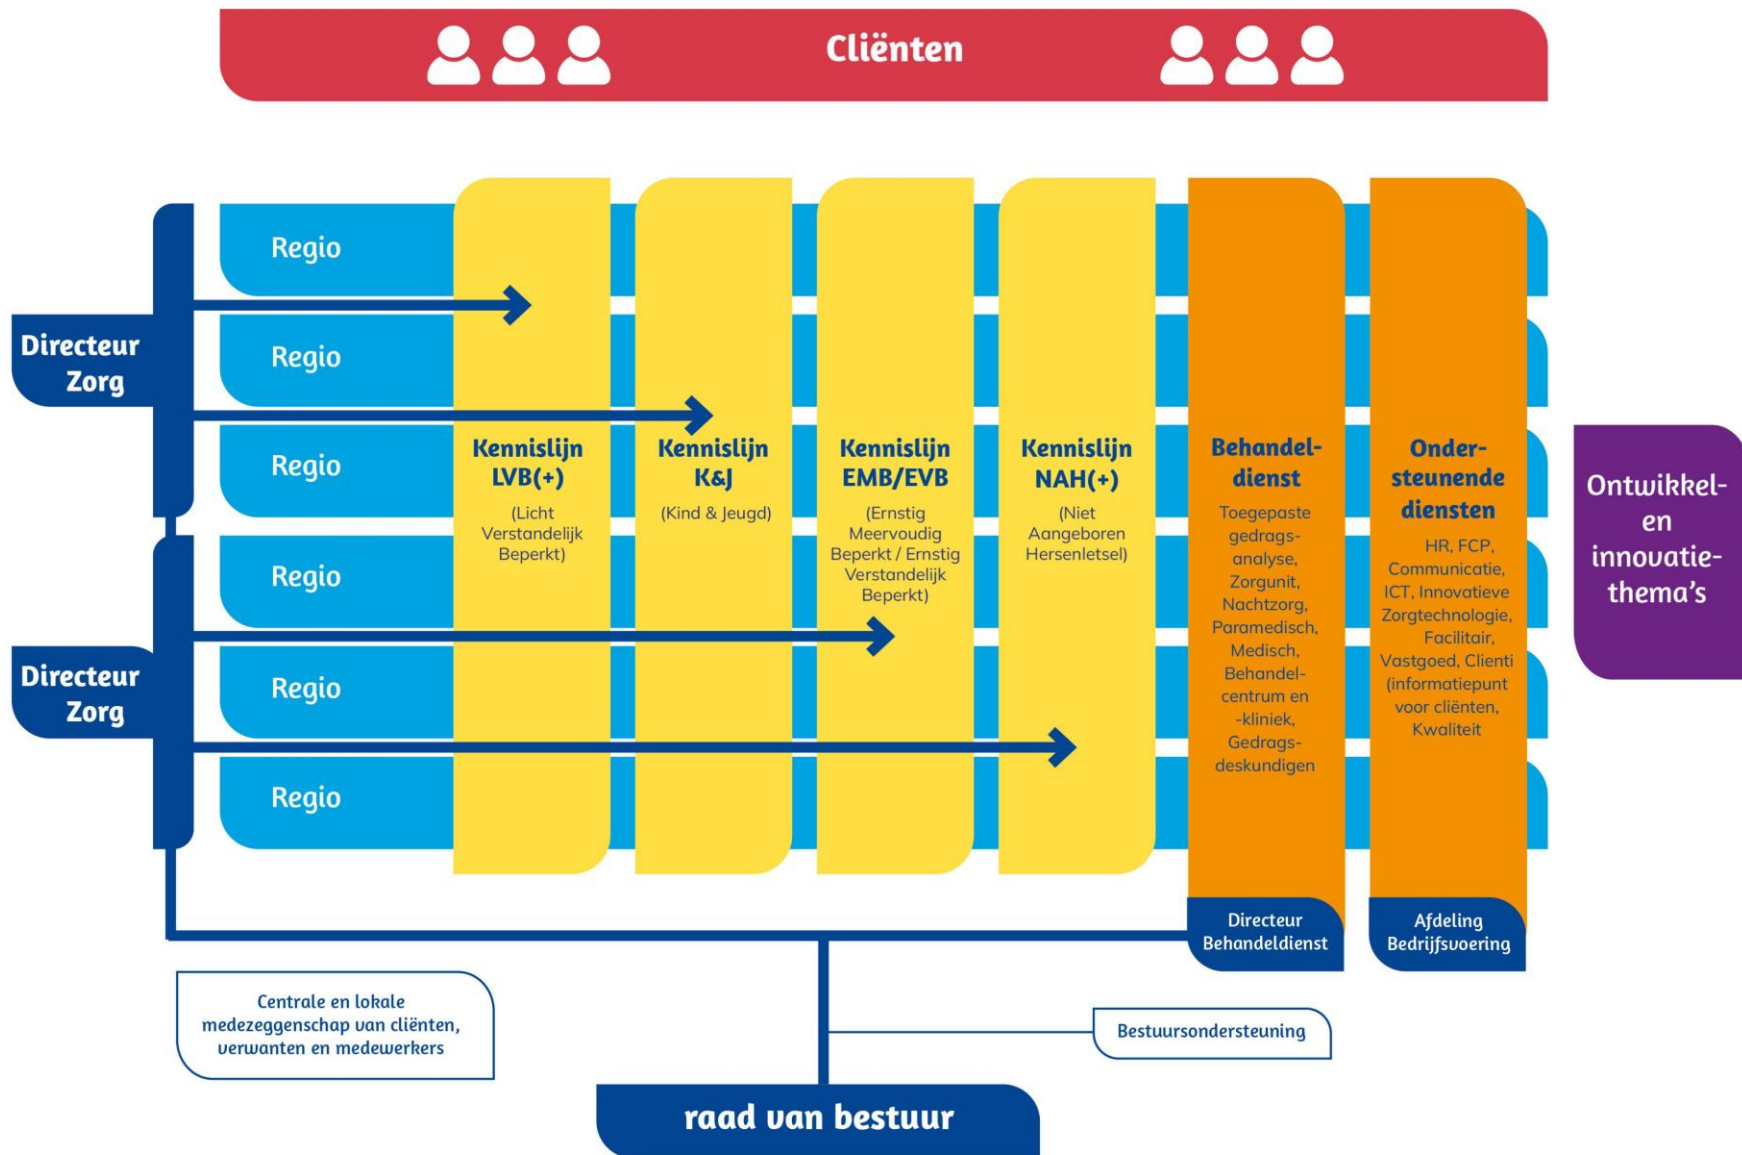 Cliënten
Regio
Regio
Regio
Regio
Regio
Regio
Directeur
Zorg
Directeur
Zorg
Kennislijn
LVB(+)
(Licht
Verstandelijk
Beperkt)
Kennislijn
K&J
(Kind & Jeugd)
Kennislijn
EMB/EVB
(Ernstig
Meervoudig
Beperkt / Ernstig
Verstandelijk
Beperkt)
Kennislijn
NAH(+)
(Niet
Aangeboren
Hersenletsel)
Behandel-
dienst
Toegepaste
gedrags-
analyse,
Zorgunit,
Nachtzorg,
Paramedisch,
Medisch,
Behandel-
centrum en
-kliniek,
Gedrags-
deskundigen
Onder-
steunende
diensten
HR, FCP,
Communicatie,
ICT, Innovatieve
Zorgtechnologie,
Facilitair,
Vastgoed, Clienti
(informatiepunt
voor cliënten,
Kwaliteit
Ontwikkel-
en
innovatie-
thema's
Directeur
Behandeldienst
Afdeling
Bedrijfsvoering
Centrale en lokale
medezeggenschap van cliënten,
verwanten en medewerkers
Bestuursondersteuning
raad van bestuur